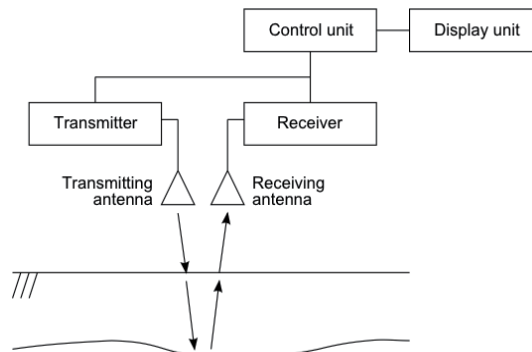 Control unit
Display unit
Transmitter
Receiver
Transmitting
antenna
Receiving
antenna